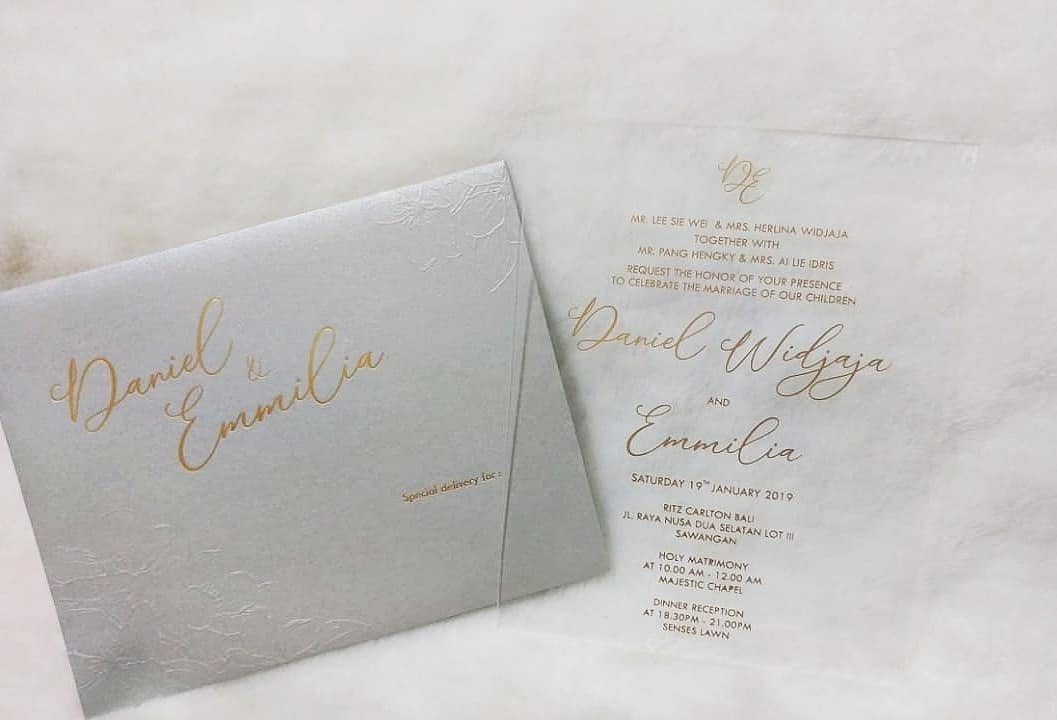 Daniel &
Emmilia
Special delivery for :
DE
MR. LEE SIE WEI & MRS. HERLINA WIDJAJA
TOGETHER WITH
MR. PANG HENGKY & MRS. AI LIE IDRIS
REQUEST THE HONOR OF YOUR PRESENCE
TO CELEBRATE THE MARRIAGE OF OUR CHILDREN
Daniel Widjaja
AND
Emmilia
SATURDAY 19TH JANUARY 2019
RITZ CARLTON BALI
JL. RAYA NUSA DUA SELATAN LOT III
SAWANGAN
HOLY MATRIMONY
AT 10.00 AM - 12.00 AM
MAJESTIC CHAPEL
DINNER RECEPTION
AT 18.30PM - 21.00PM
SENSES LAWN